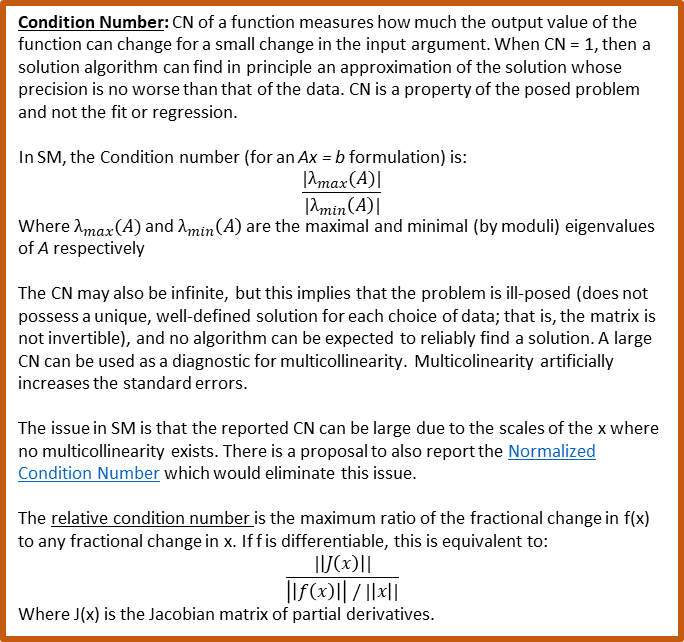 Condition Number: CN of a function measures how much the output value of the
function can change for a small change in the input argument. When CN = 1, then a
solution algorithm can find in principle an approximation of the solution whose
precision is no worse than that of the data. CN is a property of the posed problem
and not the fit or regression.
In SM, the Condition number (for an Ax = b formulation) is:
|λmax(A)|
|λmin(A)|
Where λmax(A) and λmin(A) are the maximal and minimal (by moduli) eigenvalues
of A respectively
The CN may also be infinite, but this implies that the problem is ill-posed (does not
possess a unique, well-defined solution for each choice of data; that is, the matrix is
not invertible), and no algorithm can be expected to reliably find a solution. A large
CN can be used as a diagnostic for multicollinearity. Multicolinearity artificially
increases the standard errors.
The issue in SM is that the reported CN can be large due to the scales of the x where
no multicollinearity exists. There is a proposal to also report the Normalized
Condition Number which would eliminate this issue.
The relative condition number is the maximum ratio of the fractional change in f(x)
to any fractional change in x. If f is differentiable, this is equivalent to:
||J(x)||
||f(x)|| / ||x||
Where J(x) is the Jacobian matrix of partial derivatives.